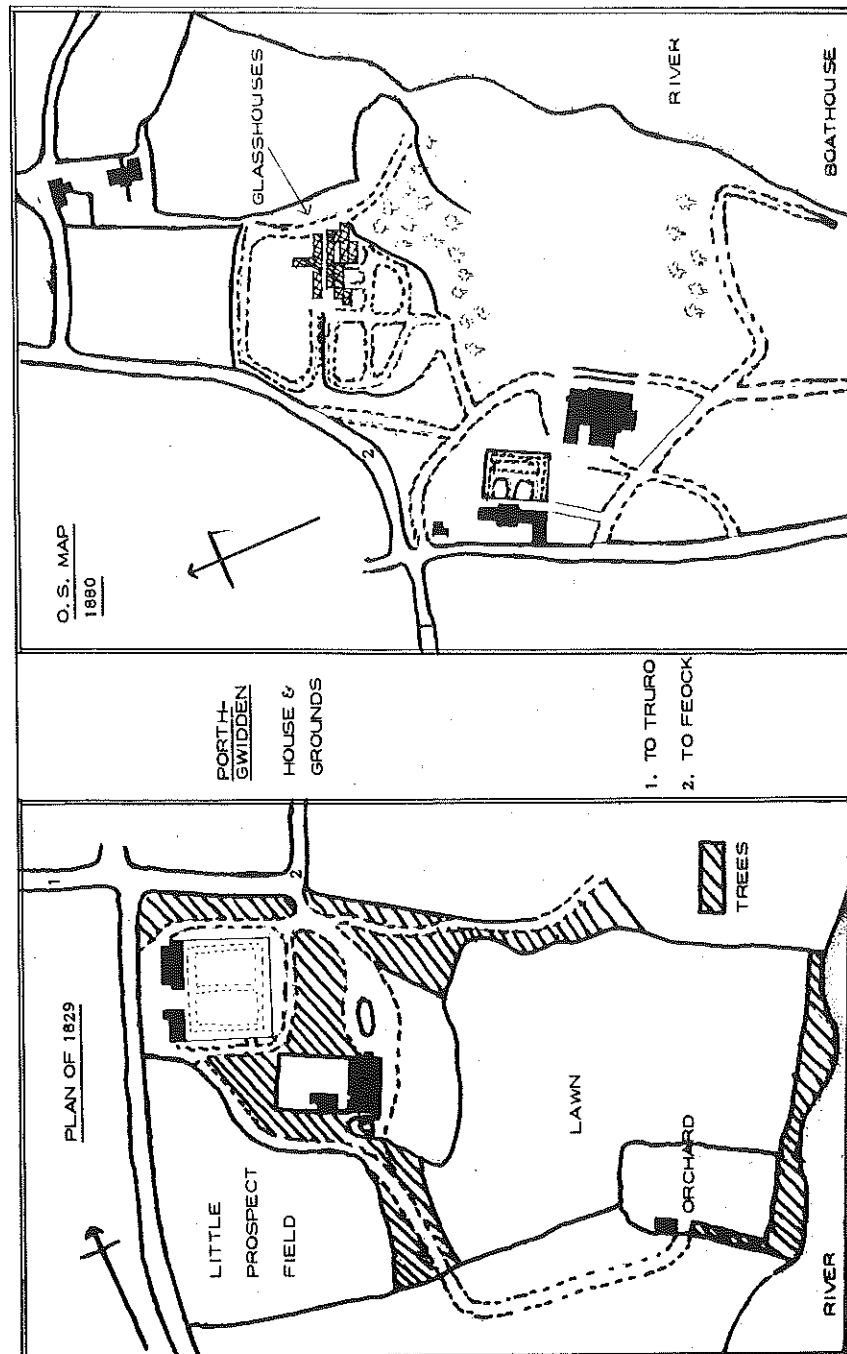 PLAN OF 1829
1
2
LITTLE
PROSPECT
FIELD
LAWN
ORCHARD
RIVER
TREES
PORTH-
GWIDDEN
HOUSE &
GROUNDS
1. TO TRURO
2. TO FEOCK
O. S. MAP
1880
1
2
GLASSHOUSES
RIVER
BOATHOUSE